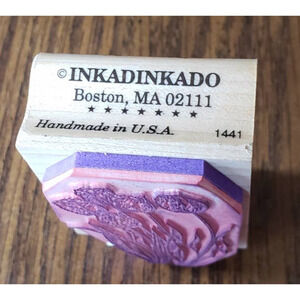 © INKADINKADO
Boston, MA 02111
★ ★ ★ ★ ★ ★ ★
Handmade in U.S.A. 1441